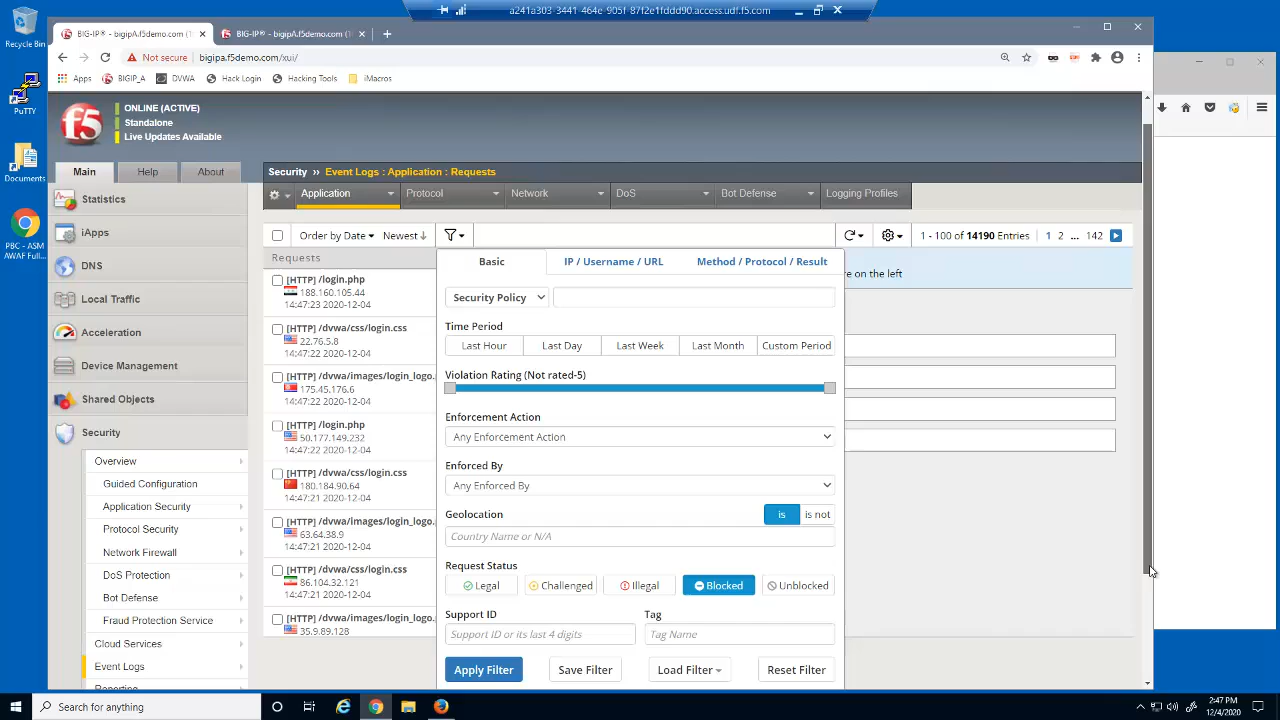 a241a303-3441-464e-905f-87f2e1fddd90.access.udf.f5.com
Recycle Bin
PuTTY
Documents
PBC - ASM
AWAF Full...
BIG-IP® - bigipA.f5demo.com (1
BIG-IP® - bigipA.f5demo.com (1
Not secure
bigipa.f5demo.com/xui/
Apps
BIGIP_A
DVWA
Hack Login
Hacking Tools
iMacros
f5
ONLINE (ACTIVE)
Standalone
Live Updates Available
Main
Help
About
Security ›› Event Logs : Application : Requests
Application
Protocol
Network
DoS
Bot Defense
Logging Profiles
Statistics
iApps
DNS
Local Traffic
Acceleration
Device Management
Shared Objects
Security
Overview
Guided Configuration
Application Security
Protocol Security
Network Firewall
DoS Protection
Bot Defense
Fraud Protection Service
Cloud Services
Event Logs
Reporting
Order by Date
Newest
1 - 100 of 14190 Entries
1 2 ... 142
Requests
[HTTP] /login.php
188.160.105.44
14:47:23 2020-12-04
[HTTP] /dvwa/css/login.css
22.76.5.8
14:47:22 2020-12-04
[HTTP] /dvwa/images/login_logo.
175.45.176.6
14:47:22 2020-12-04
[HTTP] /login.php
50.177.149.232
14:47:22 2020-12-04
[HTTP] /dvwa/css/login.css
180.184.90.64
14:47:21 2020-12-04
[HTTP] /dvwa/images/login_logo.
63.64.38.9
14:47:21 2020-12-04
[HTTP] /dvwa/css/login.css
86.104.32.121
14:47:21 2020-12-04
[HTTP] /dvwa/images/login_logo.
35.9.89.128
Basic
IP / Username / URL
Method / Protocol / Result
re on the left
Security Policy
Time Period
Last Hour
Last Day
Last Week
Last Month
Custom Period
Violation Rating (Not rated-5)
Enforcement Action
Any Enforcement Action
Enforced By
Any Enforced By
Geolocation
is
is not
Country Name or N/A
Request Status
Legal
Challenged
Illegal
Blocked
Unblocked
Support ID
Tag
Support ID or its last 4 digits
Tag Name
Apply Filter
Save Filter
Load Filter
Reset Filter
Search for anything
2:47 PM
12/4/2020